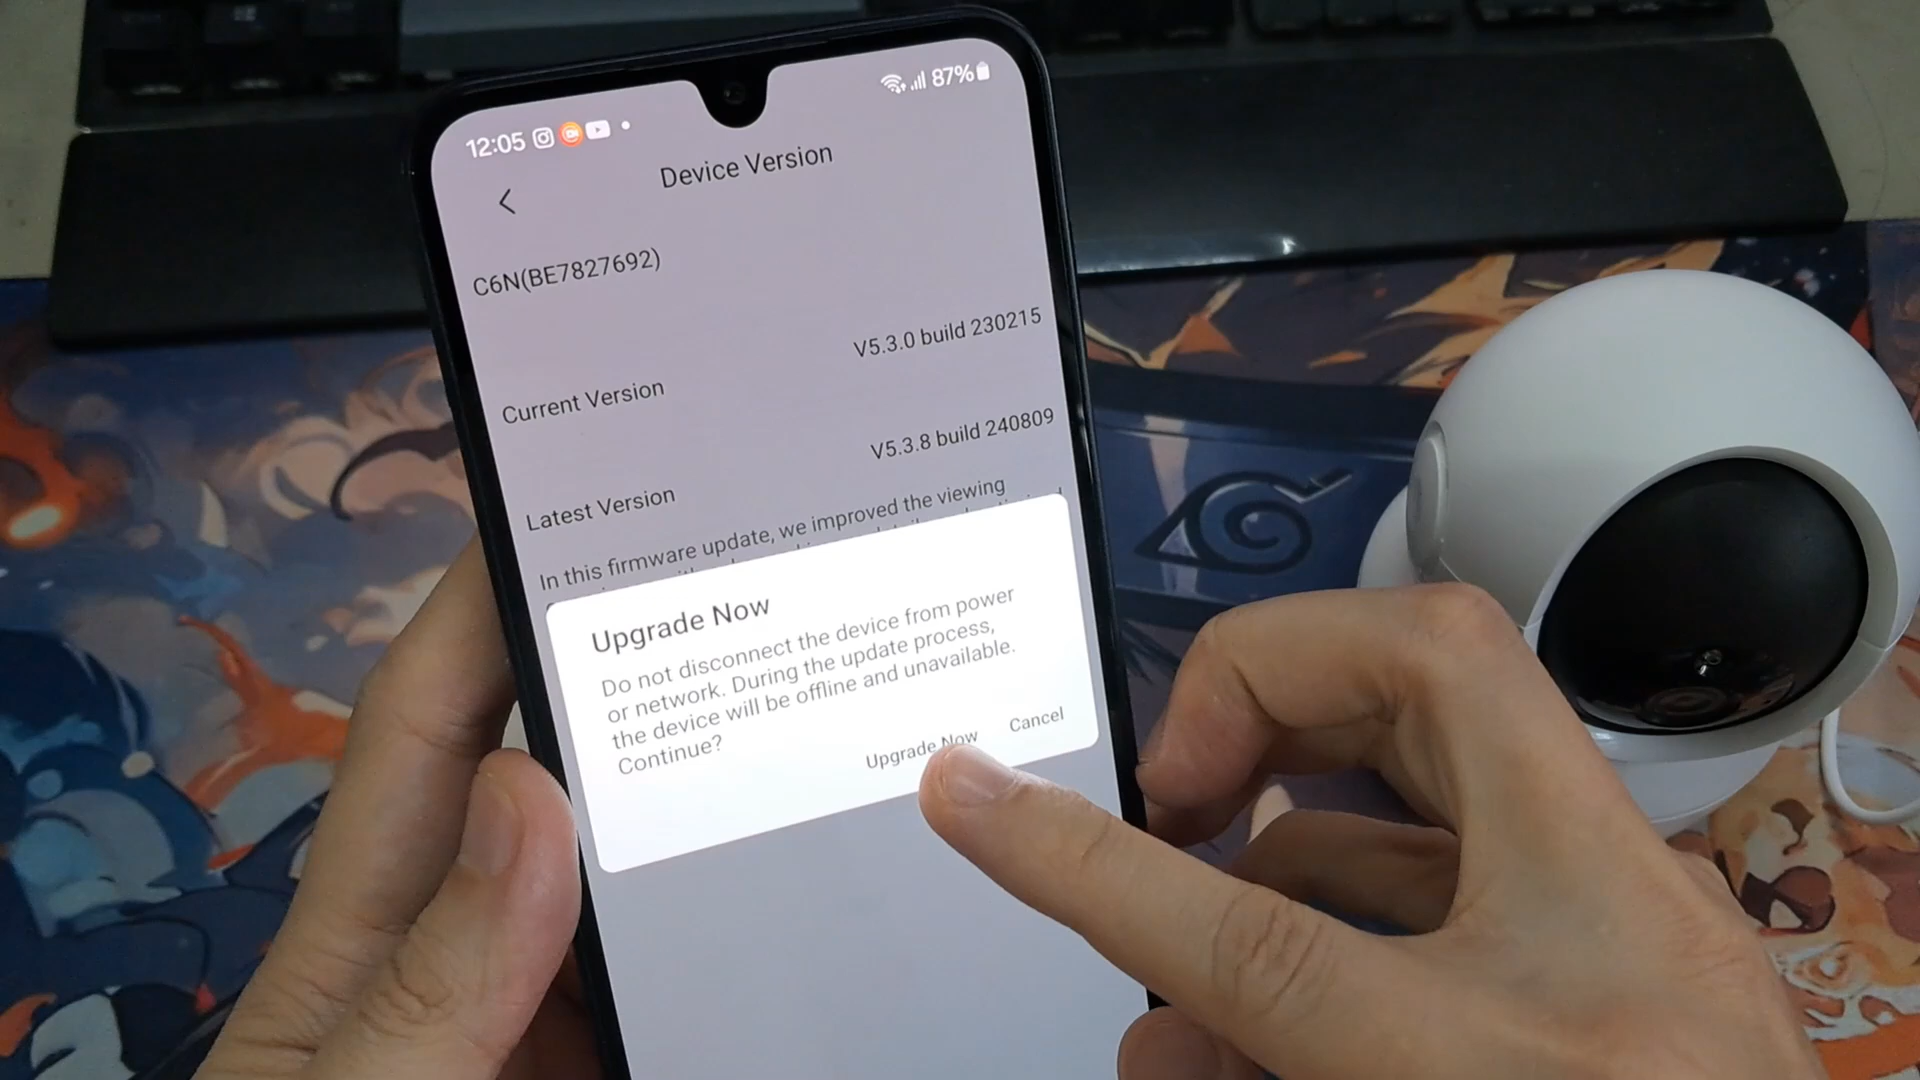 12:05
87%
Device Version
C6N(BE7827692)
V5.3.0 build 230215
Current Version
V5.3.8 build 240809
Latest Version
In this firmware update, we improved the viewing
Upgrade Now
Do not disconnect the device from power
or network. During the update process,
the device will be offline and unavailable.
Continue?
Upgrade Now
Cancel